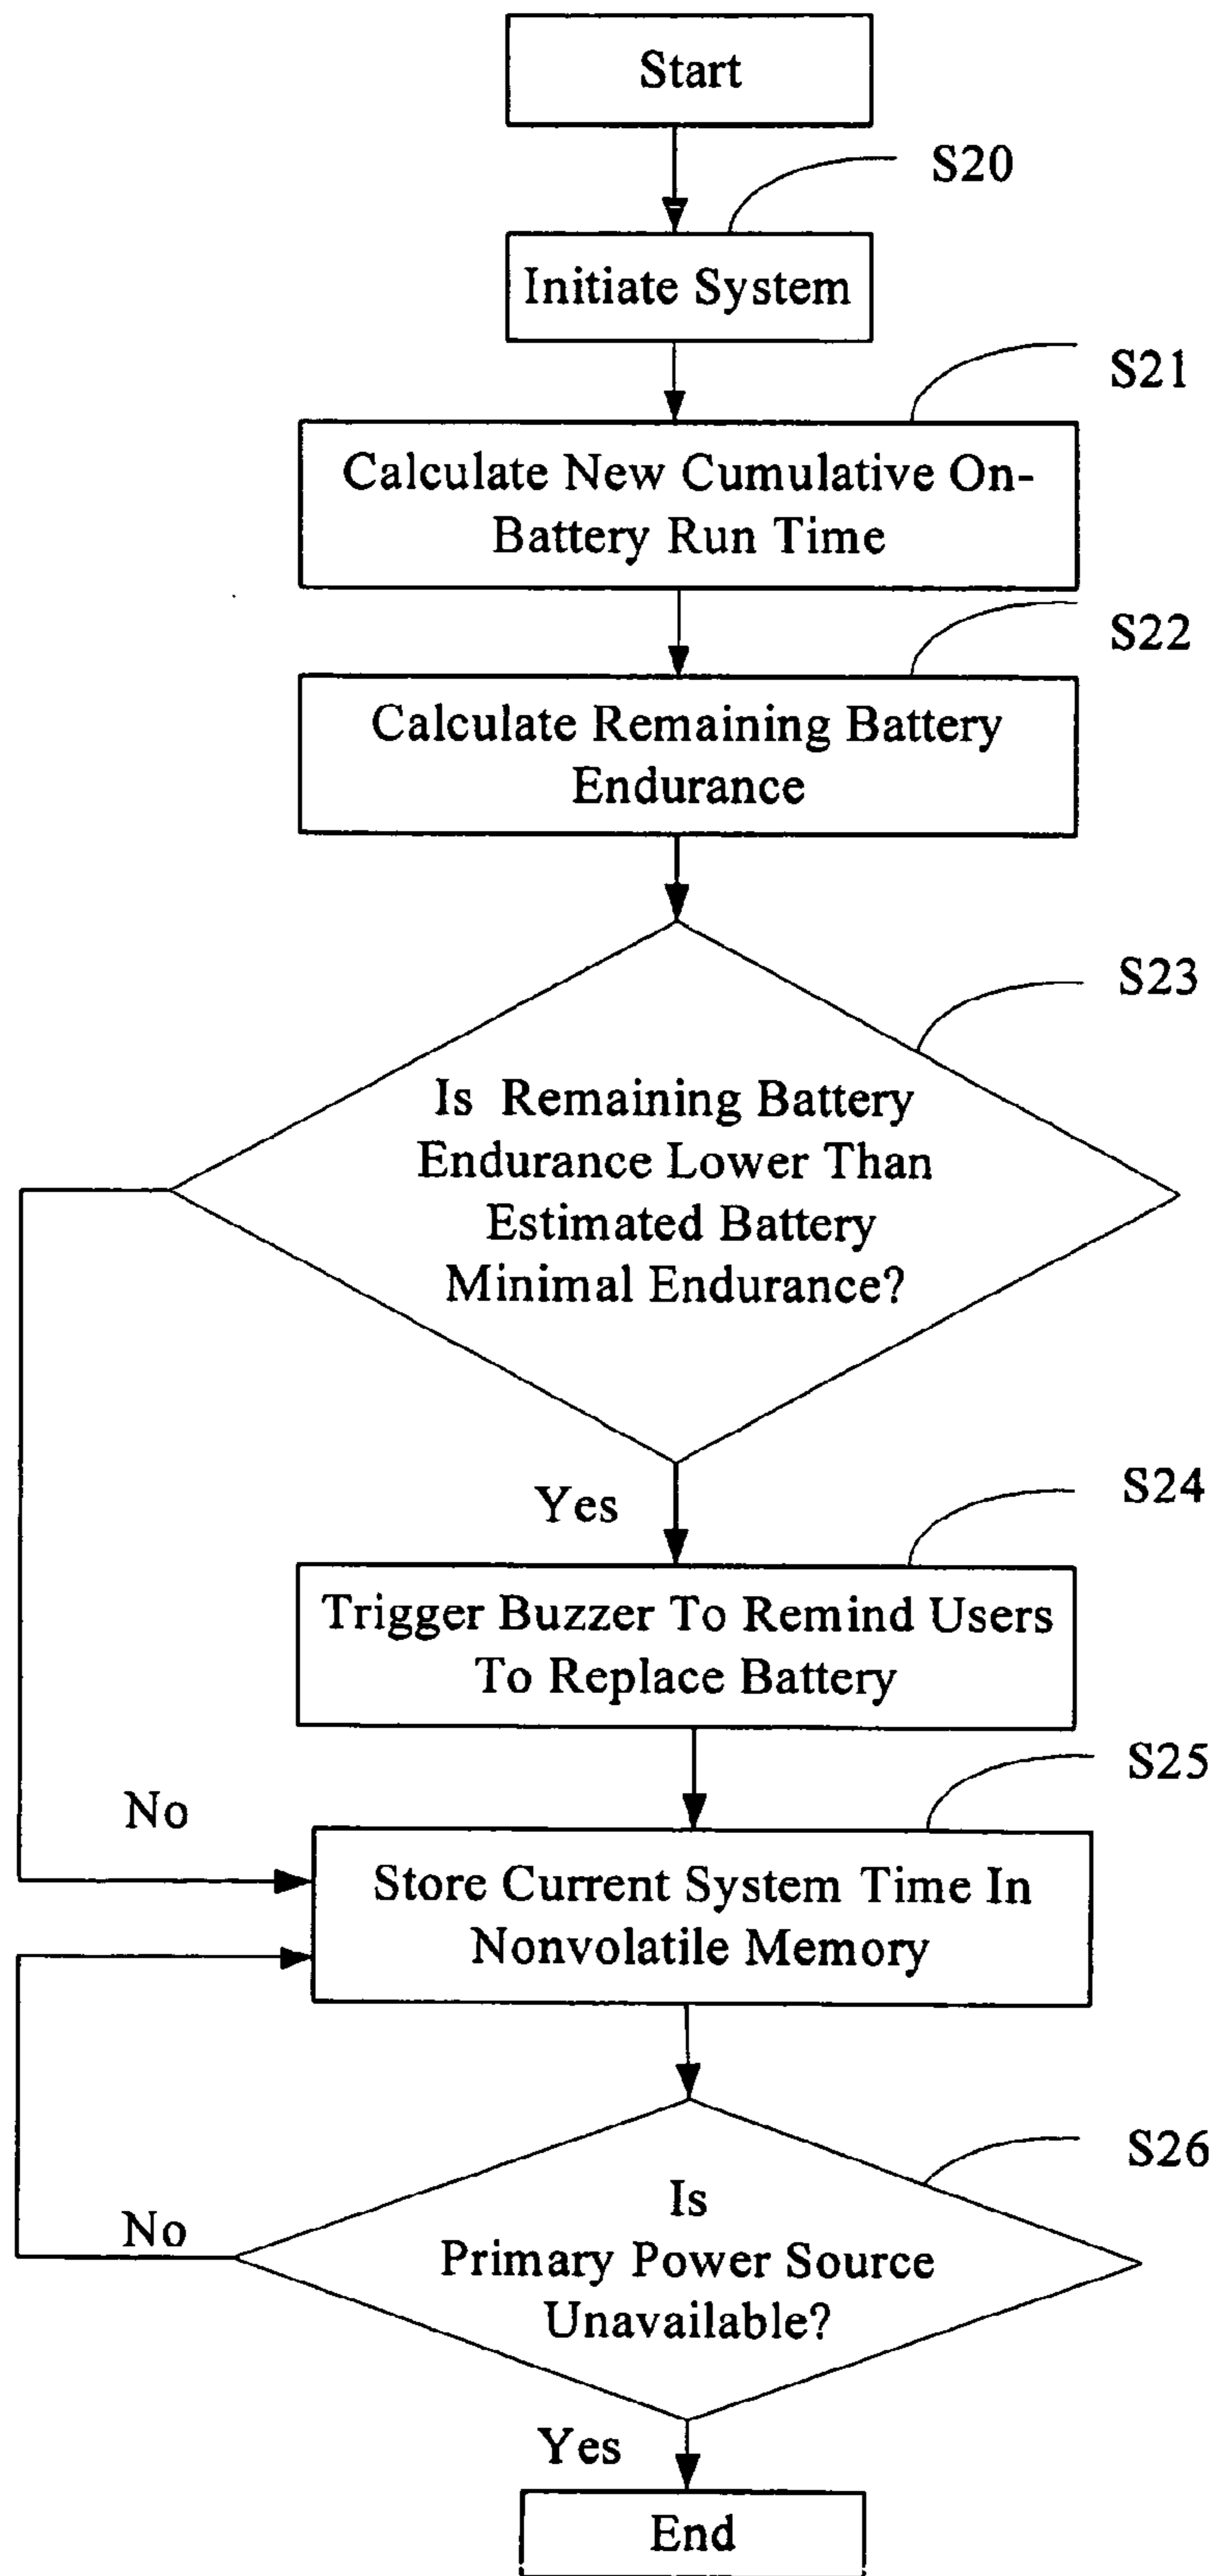 Start
S20
Initiate System
S21
Calculate New Cumulative On-
Battery Run Time
S22
Calculate Remaining Battery
Endurance
S23
Is Remaining Battery
Endurance Lower Than
Estimated Battery
Minimal Endurance?
Yes
S24
Trigger Buzzer To Remind Users
To Replace Battery
S25
No
Store Current System Time In
Nonvolatile Memory
S26
No
Is
Primary Power Source
Unavailable?
Yes
End